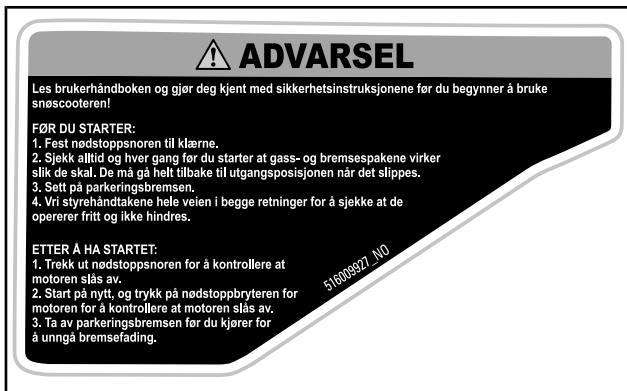 ADVARSEL
Les brukerhåndboken og gjør deg kjent med sikkerhetsinstruksjonene før du begynner å bruke
snøscooteren!
FØR DU STARTER:
1. Fest nødstoppsnoren til klærne.
2. Sjekk alltid og hver gang før du starter at gass- og bremsespakene virker
slik de skal. De må gå helt tilbake til utgangsposisjonen når det slippes.
3. Sett på parkeringsbremsen.
4. Vri styrehåndtakene hele veien i begge retninger for å sjekke at de
opererer fritt og ikke hindres.
ETTER Å HA STARTET:
1. Trekk ut nødstoppsnoren for å kontrollere at
motoren slås av.
2. Start på nytt, og trykk på nødstoppbryteren for
motoren for å kontrollere at motoren slås av.
3. Ta av parkeringsbremsen før du kjører for
å unngå bremsefading.
516009927_NO